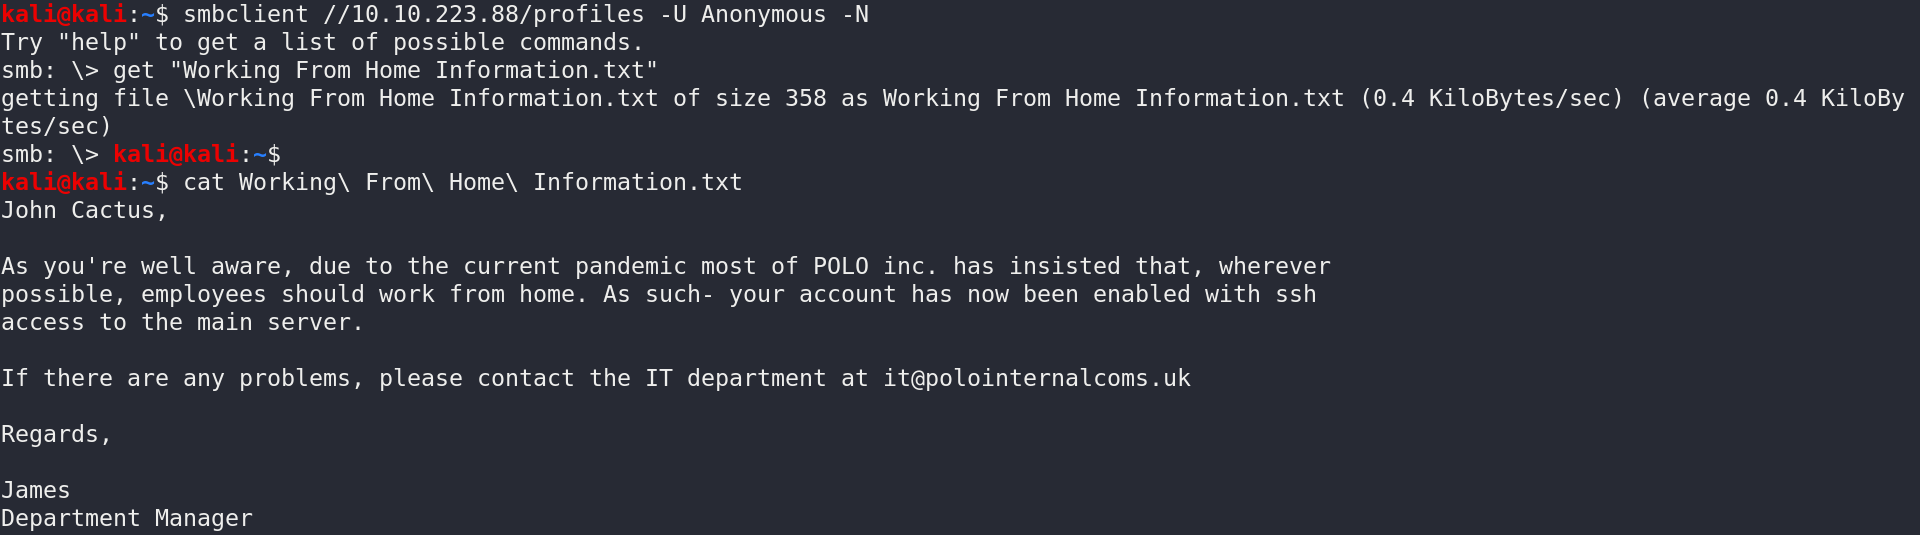 kali@kali:~$ smbclient //10.10.223.88/profiles -U Anonymous -N
Try "help" to get a list of possible commands.
smb: \> get "Working From Home Information.txt"
getting file \Working From Home Information.txt of size 358 as Working From Home Information.txt (0.4 KiloBytes/sec) (average 0.4 KiloBy
tes/sec)
smb: \> kali@kali:~$
kali@kali:~$ cat Working\ From\ Home\ Information.txt
John Cactus,

As you're well aware, due to the current pandemic most of POLO inc. has insisted that, wherever
possible, employees should work from home. As such- your account has now been enabled with ssh
access to the main server.

If there are any problems, please contact the IT department at it@polointernalcoms.uk

Regards,

James
Department Manager